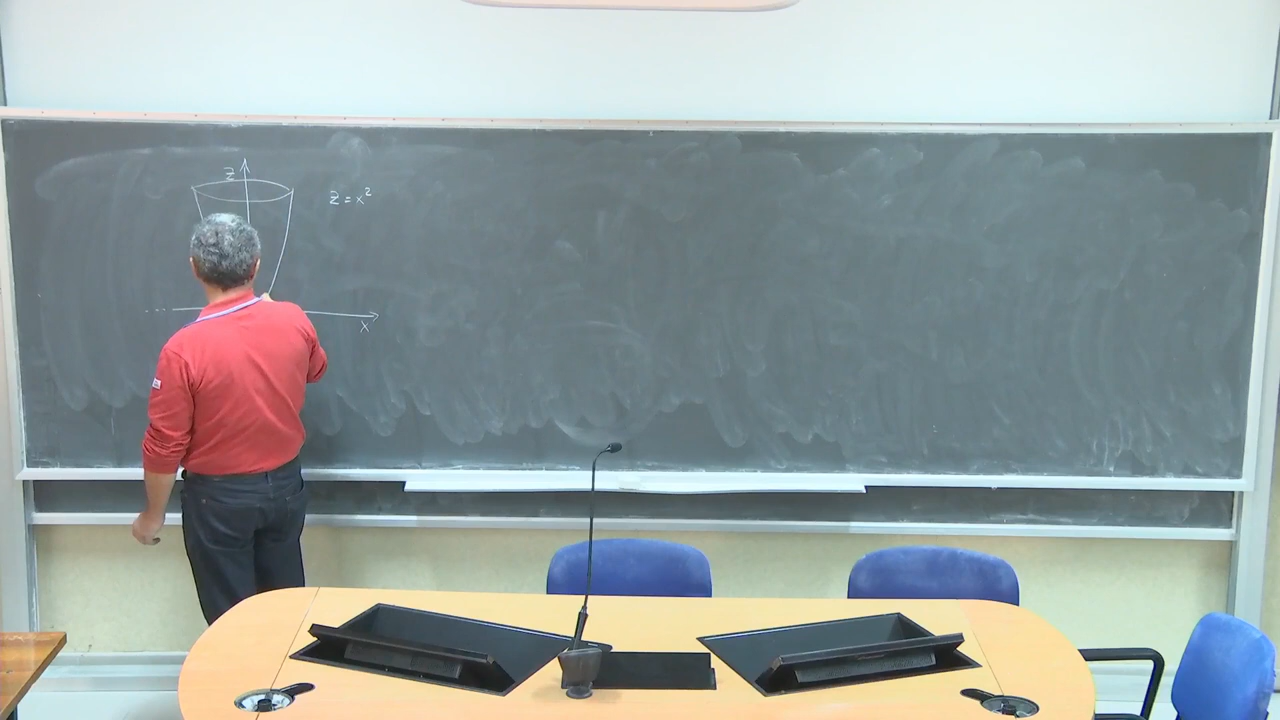 z
z = x²
x